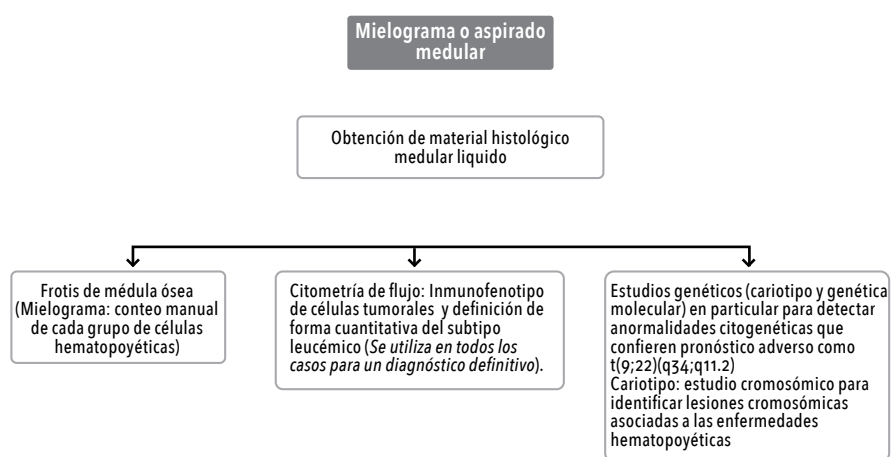 Mielograma o aspirado
medular
Obtención de material histológico
medular liquido
Frotis de médula ósea
(Mielograma: conteo manual
de cada grupo de células
hematopoyéticas)
Citometría de flujo: Inmunofenotipo
de células tumorales y definición de
forma cuantitativa del subtipo
leucémico (Se utiliza en todos los
casos para un diagnóstico definitivo).
Estudios genéticos (cariotipo y genética
molecular) en particular para detectar
anormalidades citogenéticas que
confieren pronóstico adverso como
t(9;22)(q34;q11.2)
Cariotipo: estudio cromosómico para
identificar lesiones cromosómicas
asociadas a las enfermedades
hematopoyéticas